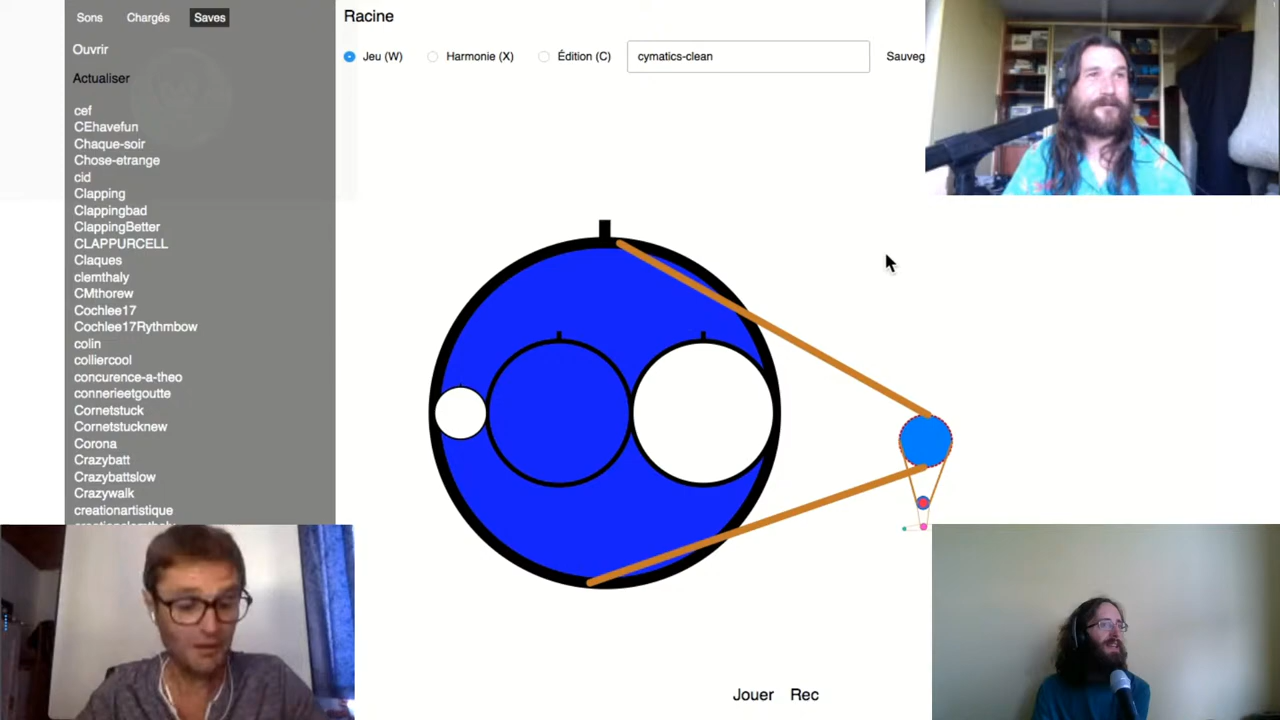 Sons Chargés Saves
Ouvrir
Actualiser
cef
CEhavefun
Chaque-soir
Chose-etrange
cid
Clapping
Clappingbad
ClappingBetter
CLAPPURCELL
Claques
clemthaly
CMthorew
Cochlee17
Cochlee17Rythmbow
colin
colliercool
concurence-a-theo
connerieetgoutte
Cornetstuck
Cornetstucknew
Corona
Crazybatt
Crazybattslow
Crazywalk
creationartistique
Racine
Jeu (W) Harmonie (X) Édition (C) cymatics-clean Sauveg
Jouer Rec